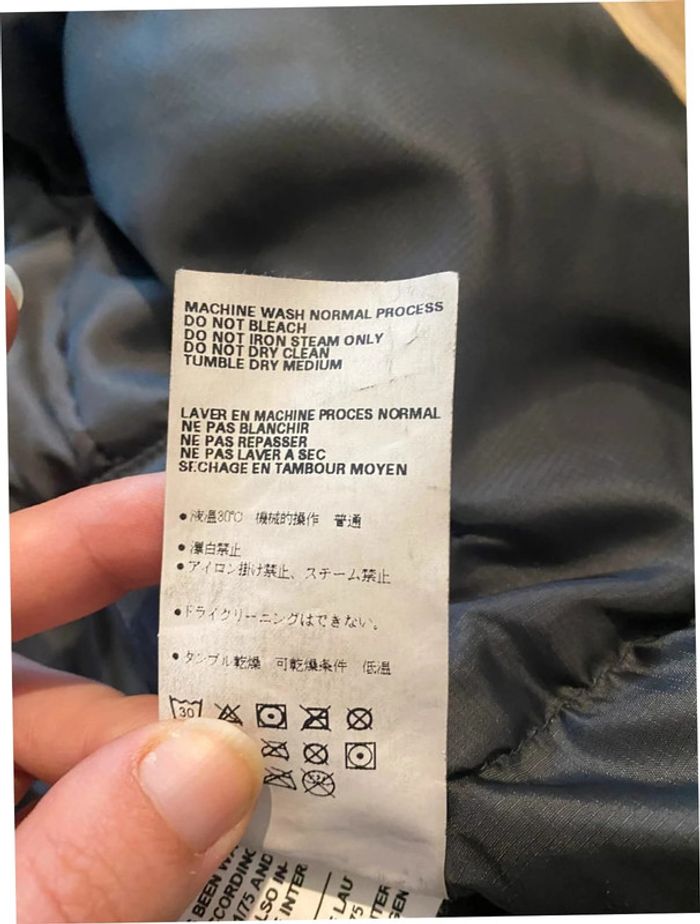 MACHINE WASH NORMAL PROCESS
DO NOT BLEACH
DO NOT IRON STEAM ONLY
DO NOT DRY CLEAN
TUMBLE DRY MEDIUM
LAVER EN MACHINE PROCES NORMAL
NE PAS BLANCHIR
NE PAS REPASSER
NE PAS LAVER A SEC
SECHAGE EN TAMBOUR MOYEN
• 液温30℃ 機械的操作 普通
• 漂白禁止
• アイロン掛け禁止、スチーム禁止
• ドライクリーニングはできない。
• タンブル乾燥 可乾燥条件 低温
30
BEEN
AND
INTER
LAU